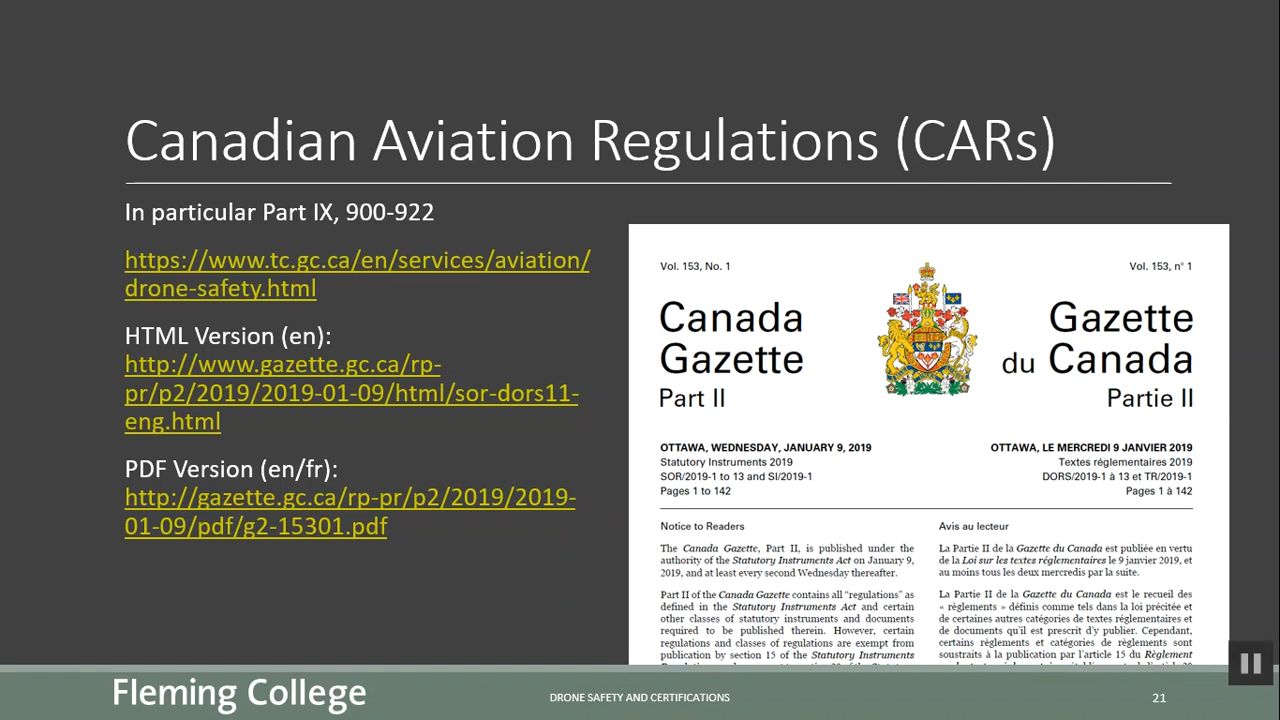 Canadian Aviation Regulations (CARs)
In particular Part IX, 900-922
https://www.tc.gc.ca/en/services/aviation/
drone-safety.html
HTML Version (en):
http://www.gazette.gc.ca/rp-
pr/p2/2019/2019-01-09/html/sor-dors11-
eng.html
PDF Version (en/fr):
http://gazette.gc.ca/rp-pr/p2/2019/2019-
01-09/pdf/g2-15301.pdf
Vol. 153, No. 1
Canada
Gazette
Part II
OTTAWA, WEDNESDAY, JANUARY 9, 2019
Statutory Instruments 2019
SOR/2019-1 to 13 and SI/2019-1
Pages 1 to 142
Notice to Readers
The Canada Gazette, Part II, is published under the
authority of the Statutory Instruments Act on January 9,
2019, and at least every second Wednesday thereafter.
Part II of the Canada Gazette contains all “regulations” as
defined in the Statutory Instruments Act and certain
other classes of statutory instruments and documents
required to be published therein. However, certain
regulations and classes of regulations are exempt from
publication by section 15 of the Statutory Instruments
Vol. 153, n° 1
Gazette
du Canada
Partie II
OTTAWA, LE MERCREDI 9 JANVIER 2019
Textes réglementaires 2019
DORS/2019-1 à 13 et TR/2019-1
Pages 1 à 142
Avis au lecteur
La Partie II de la Gazette du Canada est publiée en vertu
de la Loi sur les textes réglementaires le 9 janvier 2019, et
au moins tous les deux mercredis par la suite.
La Partie II de la Gazette du Canada est le recueil des
« règlements » définis comme tels dans la loi précitée et
de certaines autres catégories de textes réglementaires et
de documents qu’il est prescrit d’y publier. Cependant,
certains règlements et catégories de règlements sont
soustraits à la publication par l’article 15 du Règlement
Fleming College
DRONE SAFETY AND CERTIFICATIONS
21